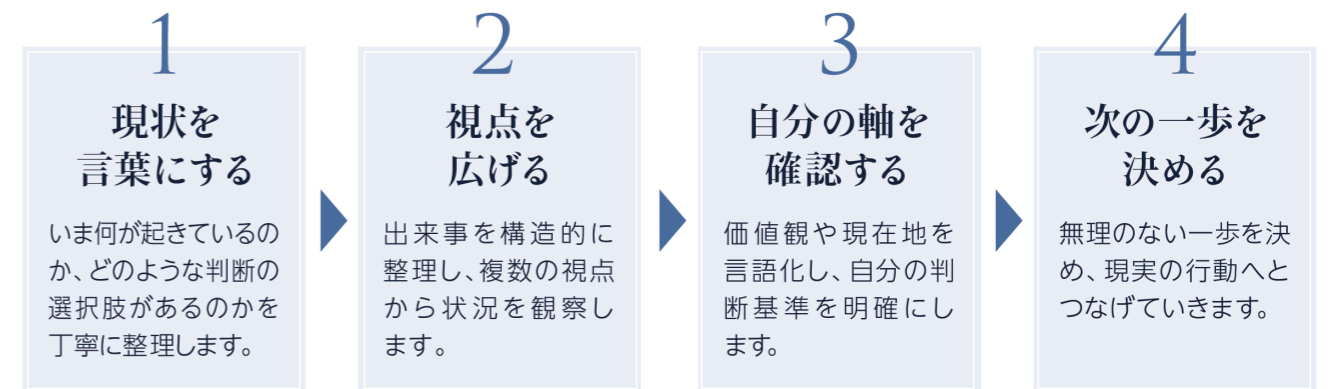 1
現状を
言葉にする
いま何が起きているの
か、どのような判断の
選択肢があるのかを
丁寧に整理します。
2
視点を
広げる
出来事を構造的に
整理し、複数の視点
から状況を観察し
ます。
3
自分の軸を
確認する
価値観や現在地を
言語化し、自分の判
断基準を明確にし
ます。
4
次の一歩を
決める
無理のない一歩を決
め、現実の行動へと
つなげていきます。